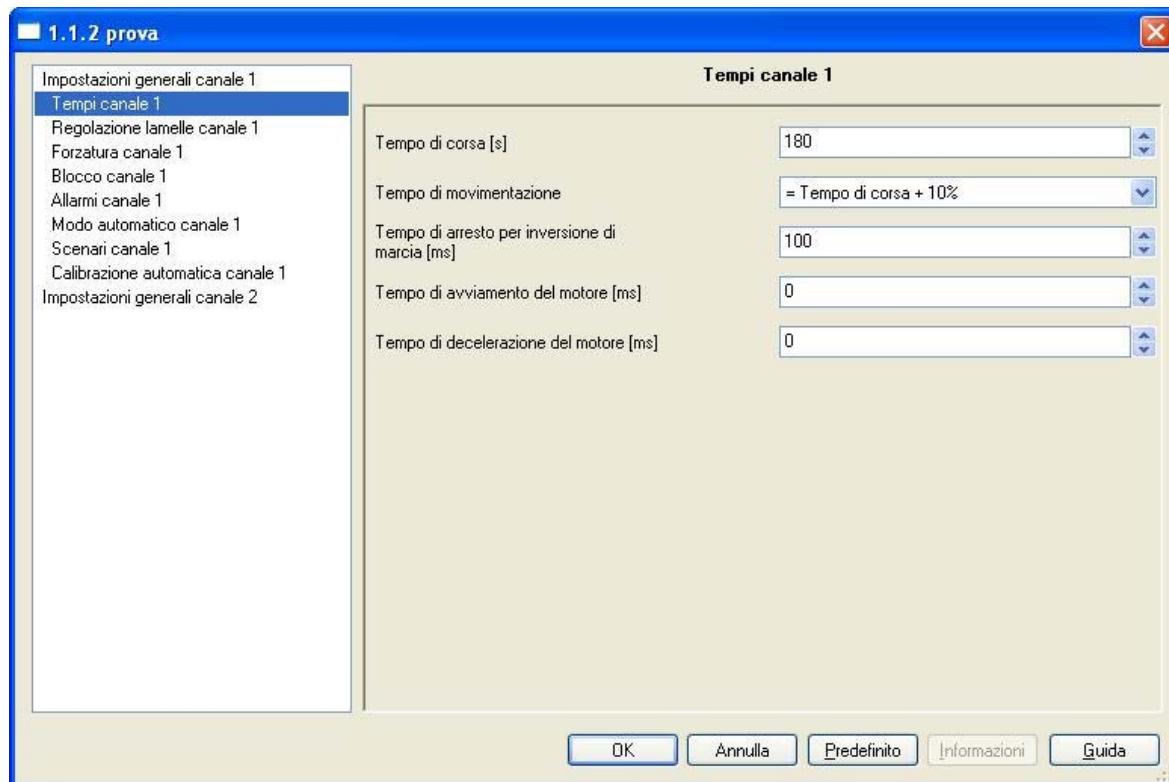 1.1.2 prova
Impostazioni generali canale 1
Tempi canale 1
Regolazione lamelle canale 1
Forzatura canale 1
Blocco canale 1
Allarmi canale 1
Modo automatico canale 1
Scenari canale 1
Calibrazione automatica canale 1
Impostazioni generali canale 2
Tempi canale 1
Tempo di corsa [s]
180
Tempo di movimentazione
= Tempo di corsa + 10%
Tempo di arresto per inversione di
marcia [ms]
100
Tempo di avviamento del motore [ms]
0
Tempo di decelerazione del motore [ms]
0
OK
Annulla
Predefinito
Informazioni
Guida